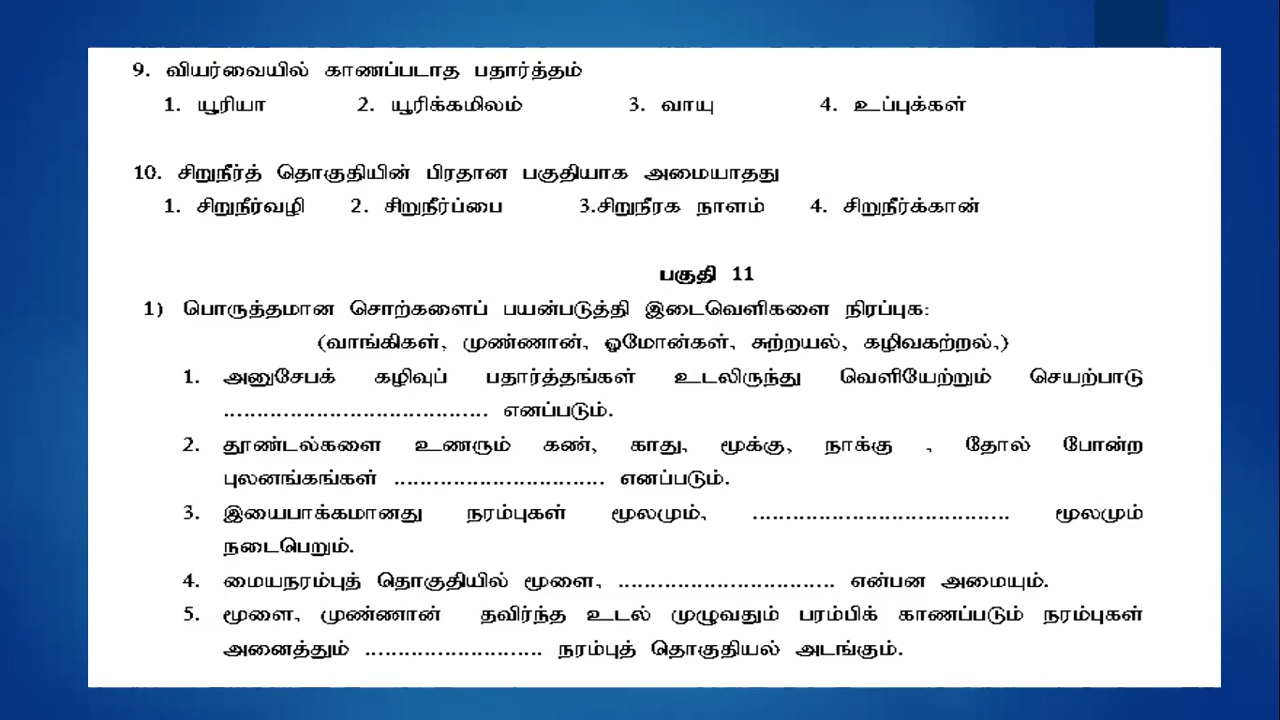 9. வியர்வையில் காணப்படாத பதார்த்தம்
1. யூரியா 2. யூரிக்கமிலம் 3. வாயு 4. உப்புக்கள்
10. சிறுநீர்த் தொகுதியின் பிரதான பகுதியாக அமையாதது
1. சிறுநீர்வழி 2. சிறுநீர்ப்பை 3.சிறுநீரக நாளம் 4. சிறுநீர்க்கான்
பகுதி 11
1) பொருத்தமான சொற்களைப் பயன்படுத்தி இடைவெளிகளை நிரப்புக:
(வாங்கிகள், முண்ணான், ஓமோன்கள், சுற்றயல், கழிவகற்றல்,)
1. அனுசேபக் கழிவுப் பதார்த்தங்கள் உடலிருந்து வெளியேற்றும் செயற்பாடு
........................................ எனப்படும்.
2. தூண்டல்களை உணரும் கண், காது, மூக்கு, நாக்கு , தோல் போன்ற
புலனங்கங்கள் ................................ எனப்படும்.
3. இயைபாக்கமானது நரம்புகள் மூலமும், ....................................... மூலமும்
நடைபெறும்.
4. மையநரம்புத் தொகுதியில் மூளை, ................................. என்பன அமையும்.
5. மூளை, முண்ணான் தவிர்ந்த உடல் முழுவதும் பரம்பிக் காணப்படும் நரம்புகள்
அனைத்தும் ........................... நரம்புத் தொகுதியல் அடங்கும்.